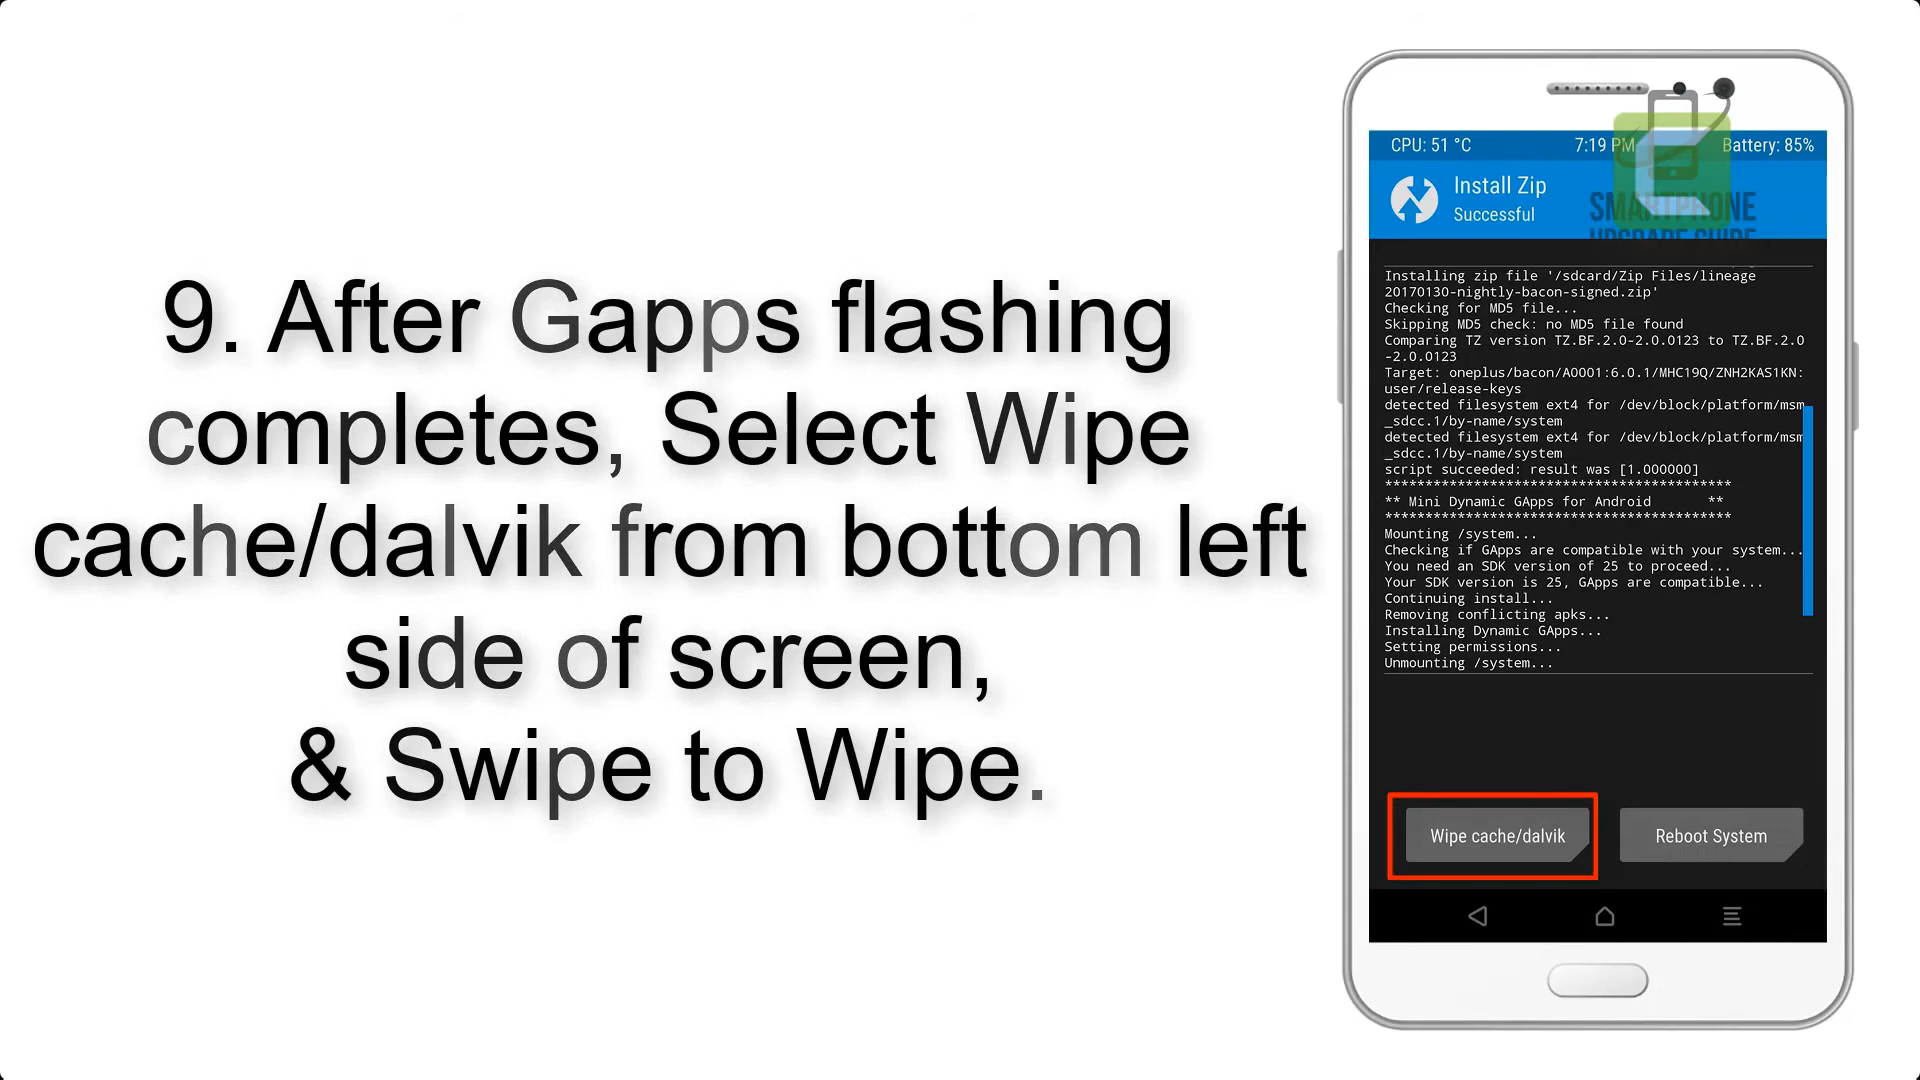 9. After Gapps flashing
completes, Select Wipe
cache/dalvik from bottom left
side of screen,
& Swipe to Wipe.
CPU: 51 °C 7:19 PM Battery: 85%
Install Zip
Successful
SMARTPHONE
UPGRADE GUIDE
Installing zip file '/sdcard/Zip Files/lineage
20170130-nightly-bacon-signed.zip'
Checking for MD5 file...
Skipping MD5 check: no MD5 file found
Comparing TZ version TZ.BF.2.0-2.0.0123 to TZ.BF.2.0
-2.0.0123
Target: oneplus/bacon/A0001:6.0.1/MHC19Q/ZNH2KAS1KN:
user/release-keys
detected filesystem ext4 for /dev/block/platform/msm
_sdcc.1/by-name/system
detected filesystem ext4 for /dev/block/platform/msm
_sdcc.1/by-name/system
script succeeded: result was [1.000000]
*******************************************
** Mini Dynamic GApps for Android **
*******************************************
Mounting /system...
Checking if GApps are compatible with your system...
You need an SDK version of 25 to proceed...
Your SDK version is 25, GApps are compatible...
Continuing install...
Removing conflicting apks...
Installing Dynamic GApps...
Setting permissions...
Unmounting /system...
Wipe cache/dalvik
Reboot System